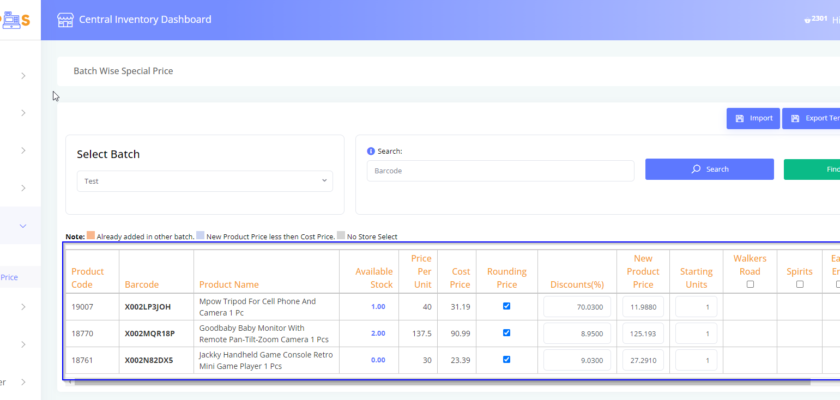 S
Central Inventory Dashboard
2301 Hi
Batch Wise Special Price
Import
Export Ter
Select Batch
Search:
Test
Barcode
Search
Find
Note: Already added in other batch. New Product Price less then Cost Price. No Store Select
Price
Product Code Barcode Product Name Available Stock Price Per Unit Cost Price Rounding Price Discounts(%) New Product Price Starting Units Walkers Road Spirits Ea En
19007 X002LP3JOH Mpow Tripod For Cell Phone And Camera 1 Pc 1.00 40 31.19 70.0300 11.9880 1
18770 X002MQR18P Goodbaby Baby Monitor With Remote Pan-Tilt-Zoom Camera 1 Pcs 2.00 137.5 90.99 8.9500 125.193 1
18761 X002N82DX5 Jackky Handheld Game Console Retro Mini Game Player 1 Pcs 0.00 30 23.39 9.0300 27.2910 1
er